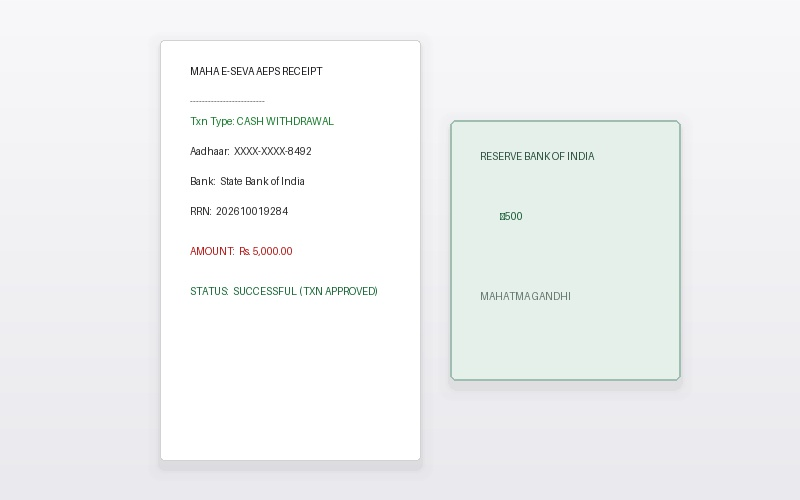 MAHA E-SEVA AEPS RECEIPT
--------------------------
Txn Type: CASH WITHDRAWAL
Aadhaar: XXXX-XXXX-8492
Bank: State Bank of India
RRN: 202610019284
AMOUNT: Rs. 5,000.00
STATUS: SUCCESSFUL (TXN APPROVED)
RESERVE BANK OF INDIA
500
MAHATMA GANDHI